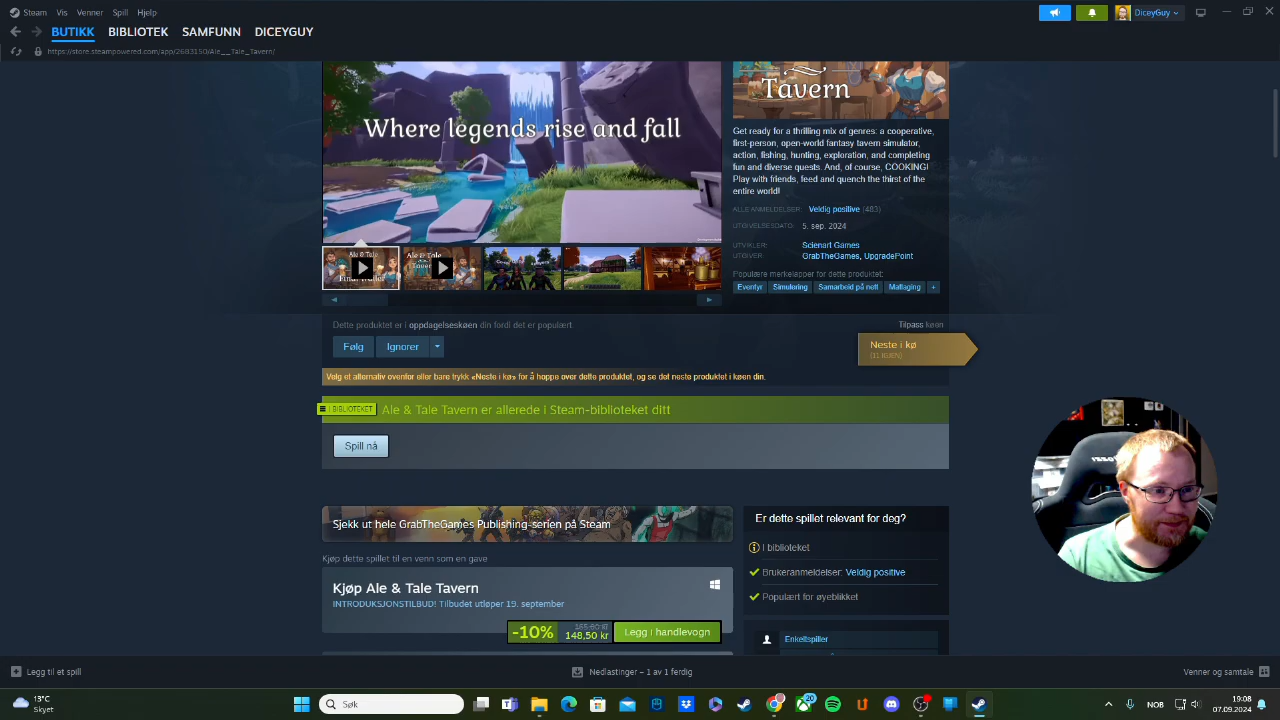 Steam Vis Venner Spill Hjelp
DiceyGuy
BUTIKK BIBLIOTEK SAMFUNN DICEYGUY
https://store.steampowered.com/app/2683150/Ale__Tale_Tavern/
Where legends rise and fall
Tavern
Get ready for a thrilling mix of genres: a cooperative,
first-person, open-world fantasy tavern simulator,
action, fishing, hunting, exploration, and completing
fun and diverse quests. And, of course, COOKING!
Play with friends, feed and quench the thirst of the
entire world!
ALLE ANMELDELSER: Veldig positive (483)
UTGIVELSESDATO: 5. sep. 2024
UTVIKLER: Scienart Games
UTGIVER: GrabTheGames, UpgradePoint
Populære merkelapper for dette produktet:
Eventyr Simulering Samarbeid på nett Matlaging +
Ale & Tale
Final Trailer
Ale & Tale
Tavern
Dette produktet er i oppdagelseskøen din fordi det er populært
Tilpass køen
Følg Ignorer
Neste i kø
Velg et alternativ ovenfor eller bare trykk «Neste i kø» for å hoppe over dette produktet, og se det neste produktet i køen din.
I BIBLIOTEKET Ale & Tale Tavern er allerede i Steam-biblioteket ditt
Spill nå
Sjekk ut hele GrabTheGames Publishing-serien på Steam
Er dette spillet relevant for deg?
I biblioteket
Brukeranmeldelser: Veldig positive
Populært for øyeblikket
Kjøp dette spillet til en venn som en gave
Kjøp Ale & Tale Tavern
INTRODUKSJONSTILBUD! Tilbudet utløper 19. september
-10% 148,50 kr Legg i handlevogn
Enkeltspiller
Legg til et spill
Nedlastinger – 1 av 1 ferdig
Venner og samtale
13°C
Skyet
Søk
20
NOB
19:08
07.09.2024